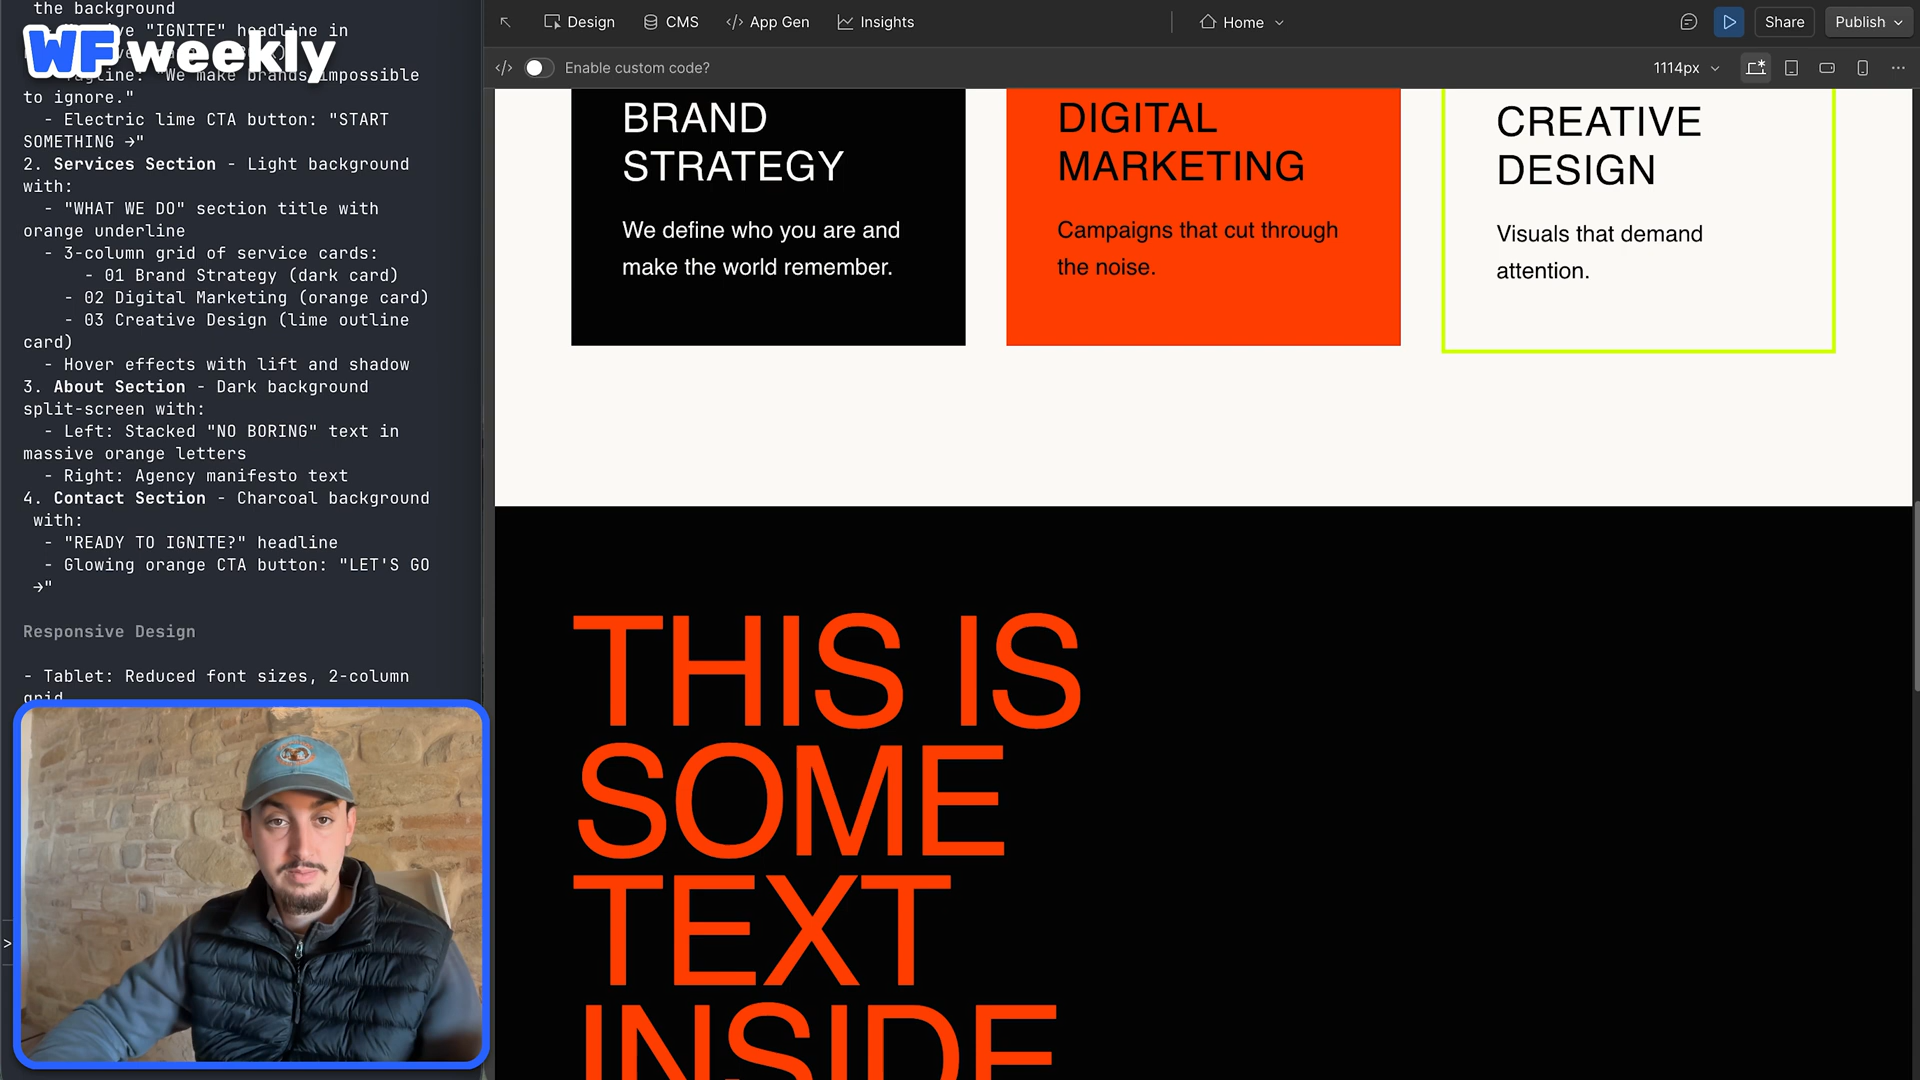 the background
"IGNITE" headline in
WF weekly
"We make brands impossible
to ignore."
- Electric lime CTA button: "START
SOMETHING →"
2. Services Section - Light background
with:
- "WHAT WE DO" section title with
orange underline
- 3-column grid of service cards:
- 01 Brand Strategy (dark card)
- 02 Digital Marketing (orange card)
- 03 Creative Design (lime outline
card)
- Hover effects with lift and shadow
3. About Section - Dark background
split-screen with:
- Left: Stacked "NO BORING" text in
massive orange letters
- Right: Agency manifesto text
4. Contact Section - Charcoal background
with:
- "READY TO IGNITE?" headline
- Glowing orange CTA button: "LET'S GO
→"
Responsive Design
- Tablet: Reduced font sizes, 2-column
grid
>
Design CMS App Gen Insights Home Share Publish
Enable custom code? 1114px
BRAND
STRATEGY
We define who you are and
make the world remember.
DIGITAL
MARKETING
Campaigns that cut through
the noise.
CREATIVE
DESIGN
Visuals that demand
attention.
THIS IS
SOME
TEXT
INSIDE